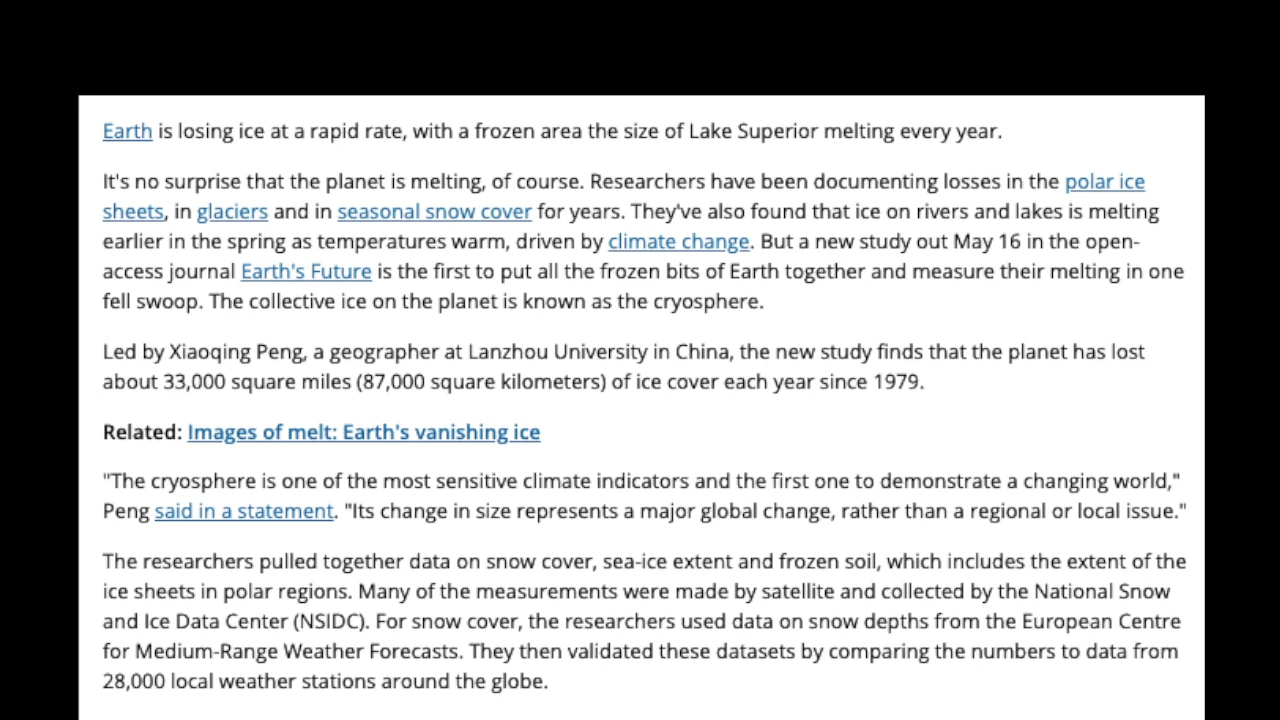 Earth is losing ice at a rapid rate, with a frozen area the size of Lake Superior melting every year.
It's no surprise that the planet is melting, of course. Researchers have been documenting losses in the polar ice
sheets, in glaciers and in seasonal snow cover for years. They've also found that ice on rivers and lakes is melting
earlier in the spring as temperatures warm, driven by climate change. But a new study out May 16 in the open-
access journal Earth's Future is the first to put all the frozen bits of Earth together and measure their melting in one
fell swoop. The collective ice on the planet is known as the cryosphere.
Led by Xiaoqing Peng, a geographer at Lanzhou University in China, the new study finds that the planet has lost
about 33,000 square miles (87,000 square kilometers) of ice cover each year since 1979.
Related: Images of melt: Earth's vanishing ice
"The cryosphere is one of the most sensitive climate indicators and the first one to demonstrate a changing world,"
Peng said in a statement. "Its change in size represents a major global change, rather than a regional or local issue."
The researchers pulled together data on snow cover, sea-ice extent and frozen soil, which includes the extent of the
ice sheets in polar regions. Many of the measurements were made by satellite and collected by the National Snow
and Ice Data Center (NSIDC). For snow cover, the researchers used data on snow depths from the European Centre
for Medium-Range Weather Forecasts. They then validated these datasets by comparing the numbers to data from
28,000 local weather stations around the globe.